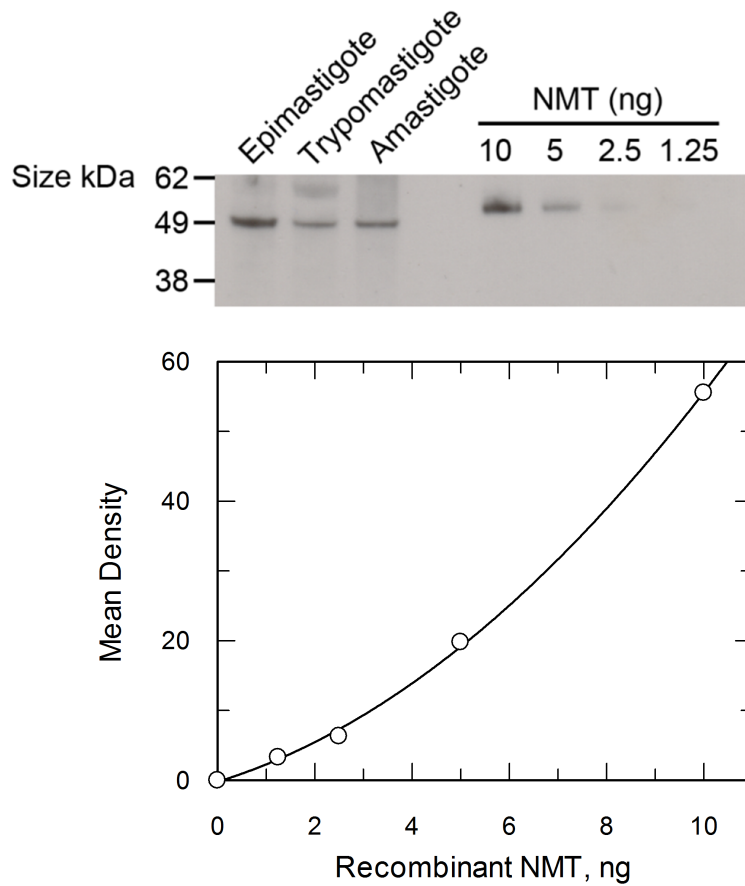 Epimastigote
Trypomastigote
Amastigote
NMT (ng)
10 5 2.5 1.25
Size kDa 62
49
38
60
40
20
0
0 2 4 6 8 10
Mean Density
Recombinant NMT, ng